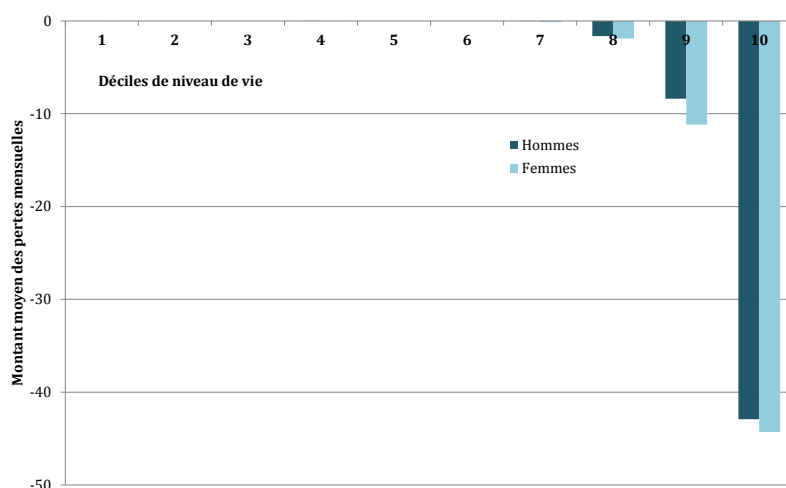 0
1 2 3 4 5 6 7 8 9 10
Déciles de niveau de vie
-10
Hommes
Femmes
-20
-30
-40
-50
Montant moyen des pertes mensuelles